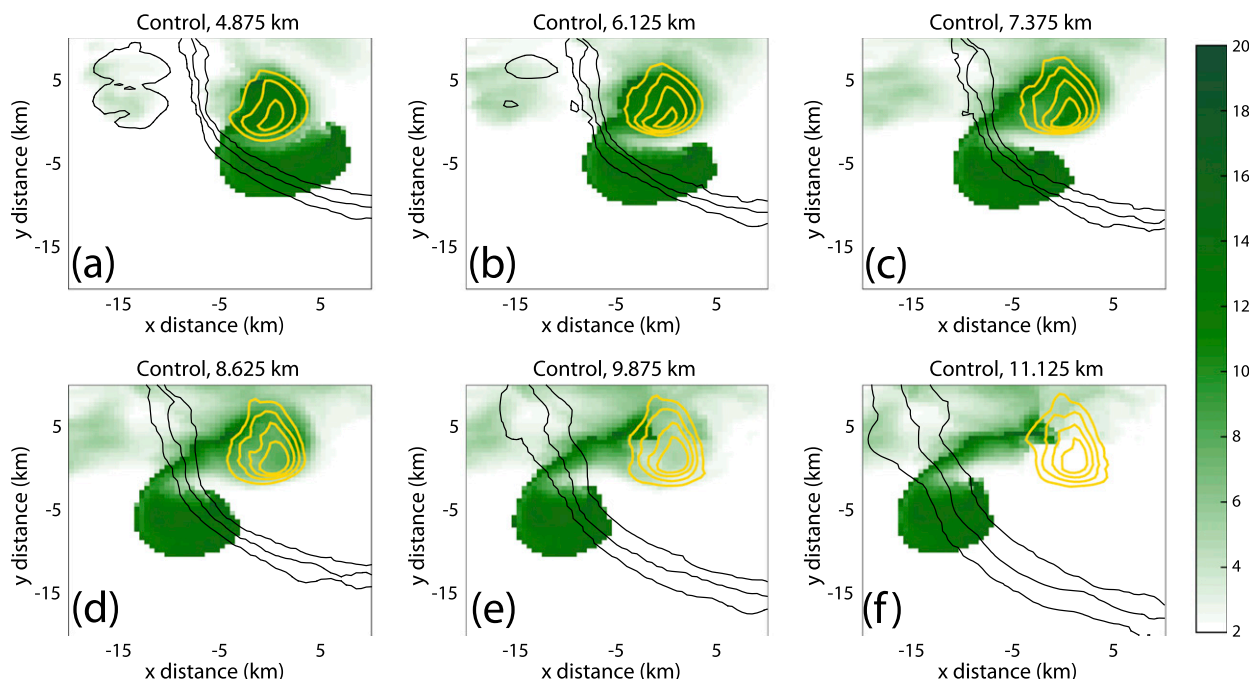 Control, 4.875 km
Control, 6.125 km
Control, 7.375 km
y distance (km)
5
-5
-15
(a)
-15
-5
5
x distance (km)
y distance (km)
5
-5
-15
(b)
-15
-5
5
x distance (km)
y distance (km)
5
-5
-15
(c)
-15
-5
5
x distance (km)
20
18
16
14
12
10
8
6
4
2
Control, 8.625 km
Control, 9.875 km
Control, 11.125 km
y distance (km)
5
-5
-15
(d)
-15
-5
5
x distance (km)
y distance (km)
5
-5
-15
(e)
-15
-5
5
x distance (km)
y distance (km)
5
-5
-15
(f)
-15
-5
5
x distance (km)